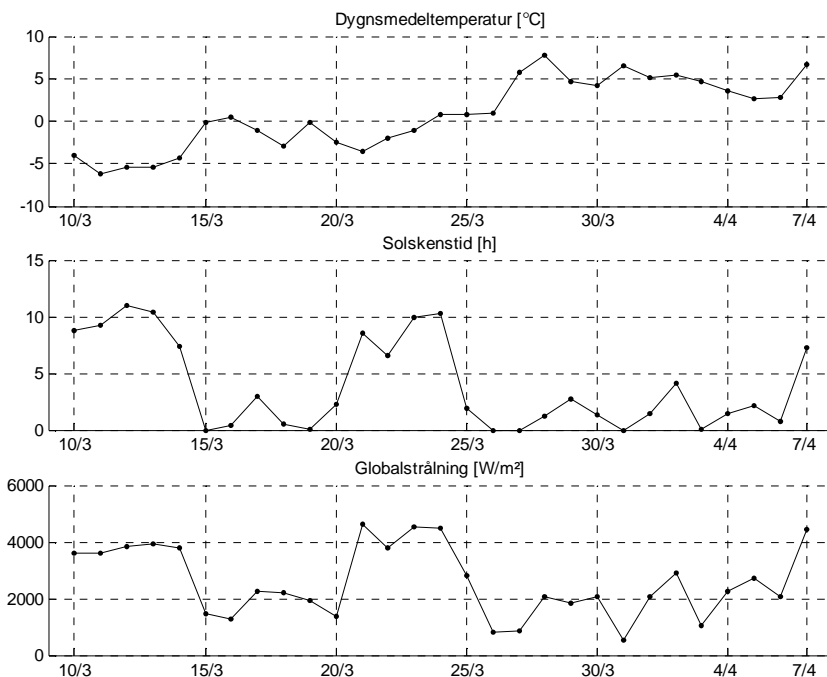 Dygnsmedeltemperatur [°C]
10
5
0
-5
-10
10/3 15/3 20/3 25/3 30/3 4/4 7/4
Solskenstid [h]
15
10
5
0
10/3 15/3 20/3 25/3 30/3 4/4 7/4
Globalstrålning [W/m²]
6000
4000
2000
0
10/3 15/3 20/3 25/3 30/3 4/4 7/4